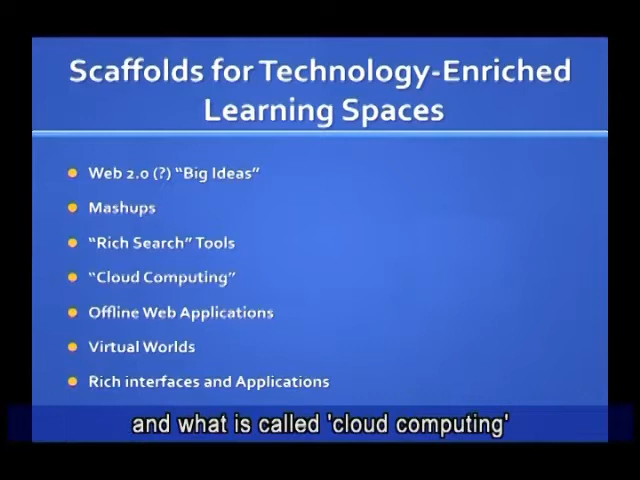 Scaffolds for Technology-Enriched
Learning Spaces
Web 2.0 (?) “Big Ideas”
Mashups
“Rich Search” Tools
“Cloud Computing”
Offline Web Applications
Virtual Worlds
Rich interfaces and Applications
and what is called 'cloud computing'